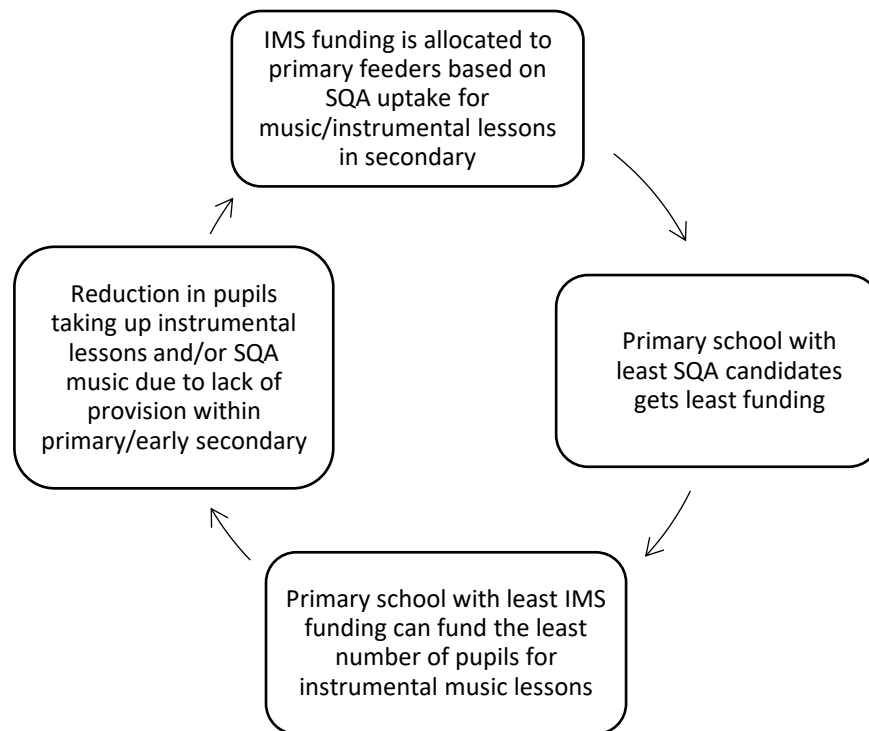 IMS funding is allocated to
primary feeders based on
SQA uptake for
music/instrumental lessons
in secondary
Primary school with
least SQA candidates
gets least funding
Primary school with least IMS
funding can fund the least
number of pupils for
instrumental music lessons
Reduction in pupils
taking up instrumental
lessons and/or SQA
music due to lack of
provision within
primary/early secondary